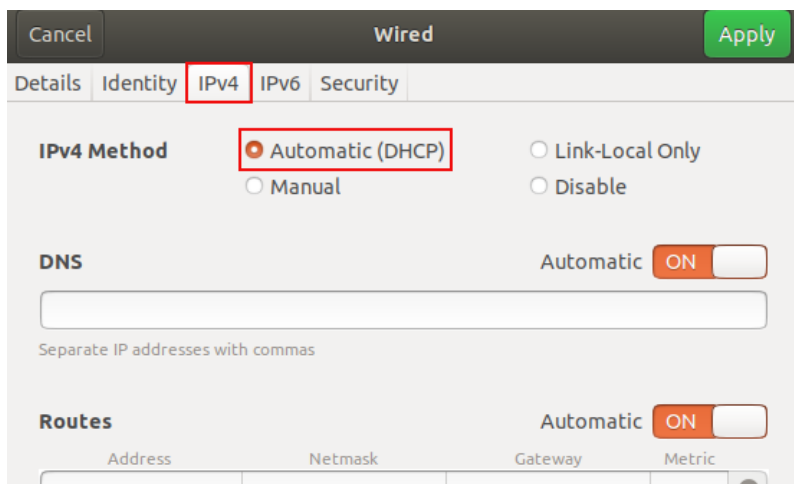 Cancel Wired Apply
Details Identity IPv4 IPv6 Security
IPv4 Method Automatic (DHCP) Link-Local Only
Manual Disable
DNS Automatic ON
Separate IP addresses with commas
Routes Automatic ON
Address Netmask Gateway Metric